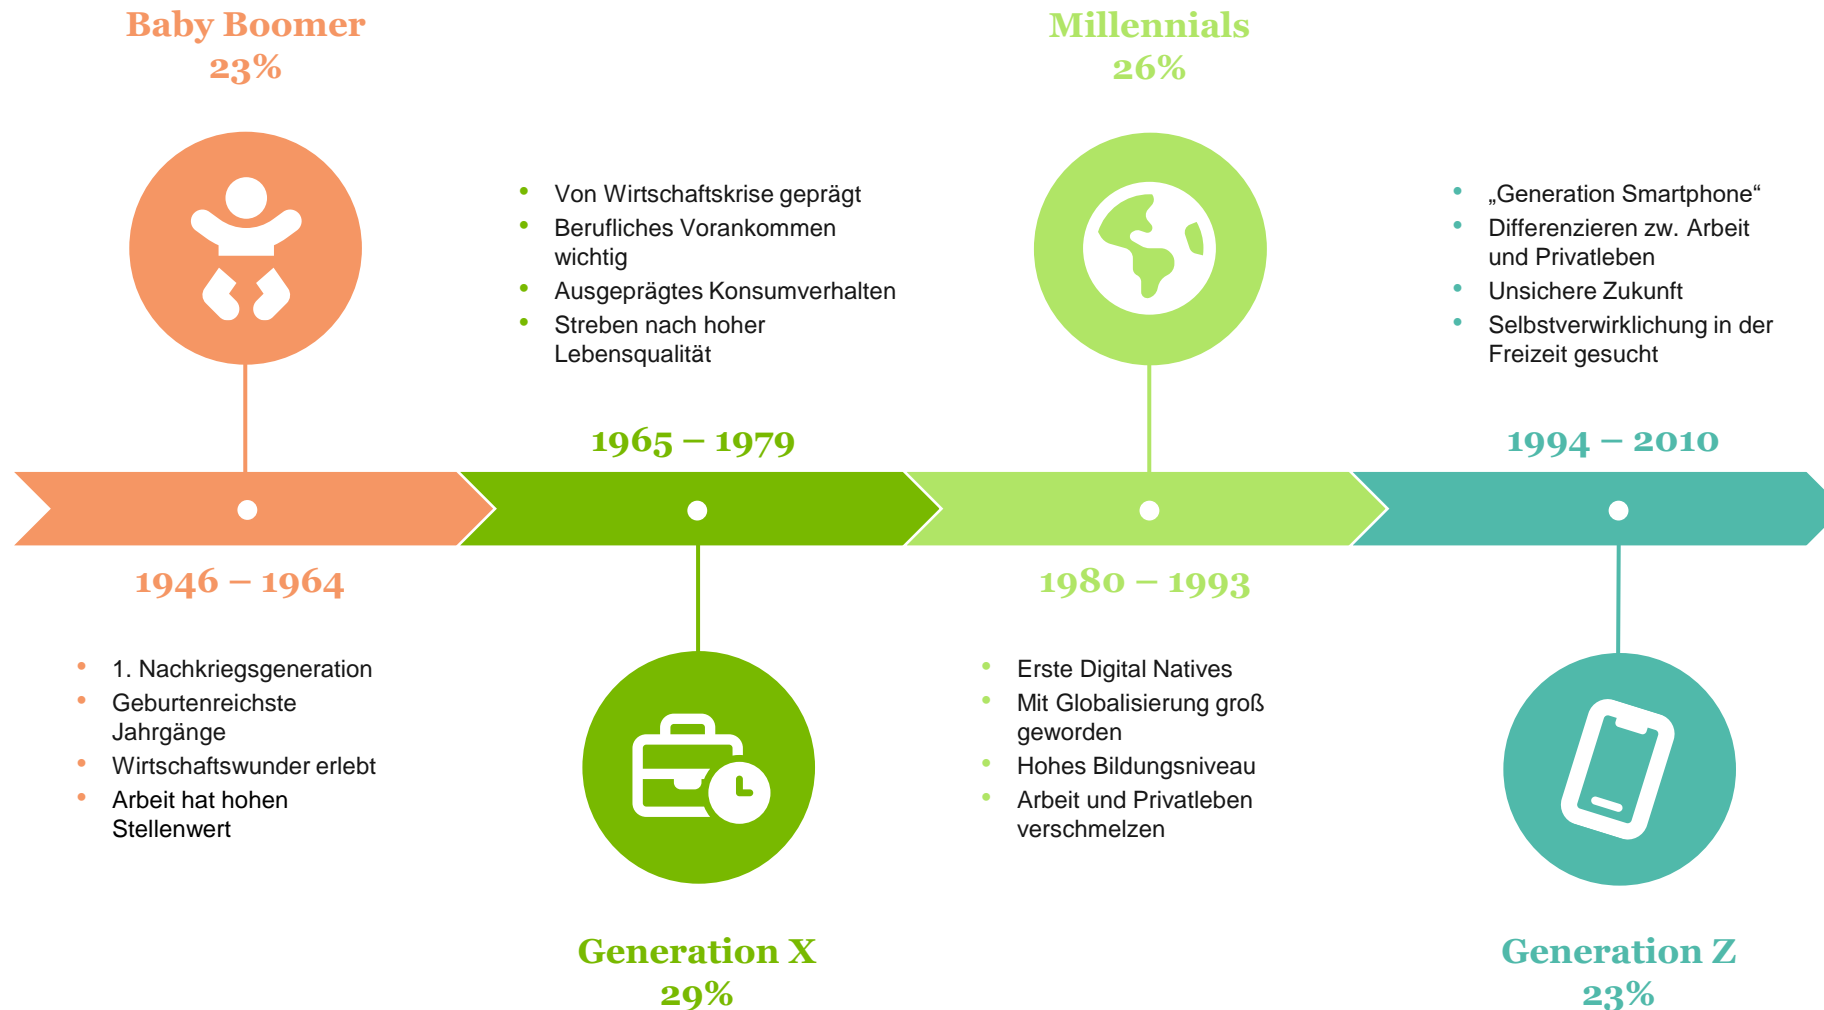 Baby Boomer
23%
1946 – 1964
• 1. Nachkriegsgeneration
• Geburtenreichste
Jahrgänge
• Wirtschaftswunder erlebt
• Arbeit hat hohen
Stellenwert
• Von Wirtschaftskrise geprägt
• Berufliches Vorankommen
wichtig
• Ausgeprägtes Konsumverhalten
• Streben nach hoher
Lebensqualität
1965 – 1979
Generation X
29%
Millennials
26%
1980 – 1993
• Erste Digital Natives
• Mit Globalisierung groß
geworden
• Hohes Bildungsniveau
• Arbeit und Privatleben
verschmelzen
• „Generation Smartphone“
• Differenzieren zw. Arbeit
und Privatleben
• Unsichere Zukunft
• Selbstverwirklichung in der
Freizeit gesucht
1994 – 2010
Generation Z
23%